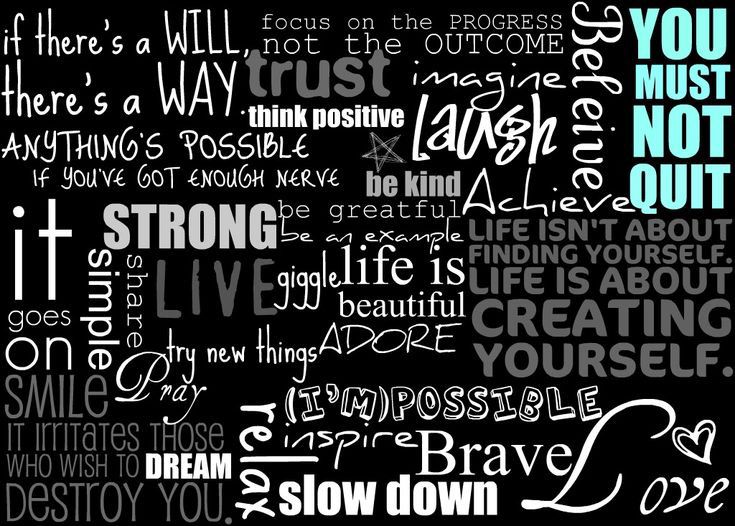 if there's a WILL,
there's a WAY.
focus on the PROGRESS
not the OUTCOME
trust
think positive
imagine
Laugh
Beleive
YOU
MUST
NOT
QUIT
ANYTHING'S POSSIBLE
IF YOU'VE GOT ENOUGH NERVE
be kind
Achieve
it
goes
on
STRONG
be greatful
be an example
simple
share
LIVE
giggle
life is
beautiful
LIFE ISN'T ABOUT
FINDING YOURSELF.
LIFE IS ABOUT
CREATING
YOURSELF.
try new things
ADORE
Pray
SMILE
IT IRRITATES THOSE
WHO WISH TO
DESTROY YOU.
DREAM
relax
(I'M)POSSIBLE
inspire
Brave
slow down
Love